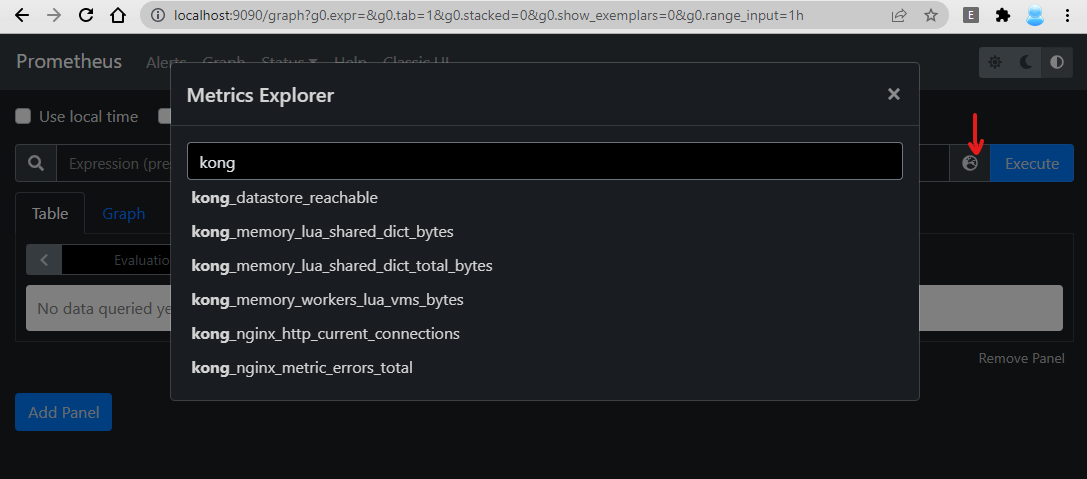 localhost:9090/graph?g0.expr=&g0.tab=1&g0.stacked=0&g0.show_exemplars=0&g0.range_input=1h
E
Prometheus Alerts Graph Status Help Classic UI
Metrics Explorer
Use local time
kong
Expression (pres
Execute
kong_datastore_reachable
Table Graph
kong_memory_lua_shared_dict_bytes
Evaluatio
kong_memory_lua_shared_dict_total_bytes
No data queried ye
kong_memory_workers_lua_vms_bytes
kong_nginx_http_current_connections
Remove Panel
kong_nginx_metric_errors_total
Add Panel